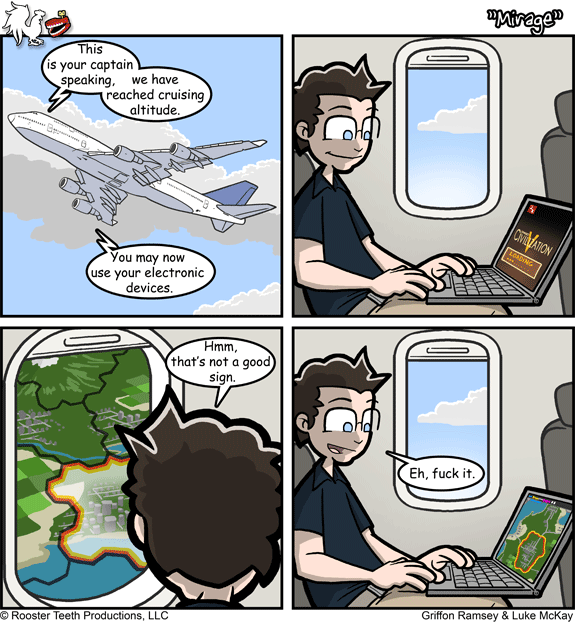 "Mirage"
This
is your captain
speaking,
we have
reached cruising
altitude.
You may now
use your electronic
devices.
CIVILIZATION V
LOADING...
Hmm,
that's not a good
sign.
Eh, fuck it.
© Rooster Teeth Productions, LLC
Griffon Ramsey & Luke McKay